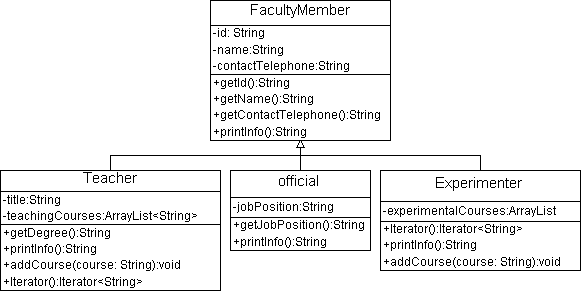 FacultyMember
-id: String
-name:String
-contactTelephone:String
+getId():String
+getName():String
+getContactTelephone():String
+printInfo():String
Teacher
-title:String
-teachingCourses:ArrayList<String>
+getDegree():String
+printInfo():String
+addCourse(course: String):void
+Iterator():Iterator<String>
official
-jobPosition:String
+getJobPosition():String
+printInfo():String
Experimenter
-experimentalCourses:ArrayList
+Iterator():Iterator<String>
+printInfo():String
+addCourse(course: String):void